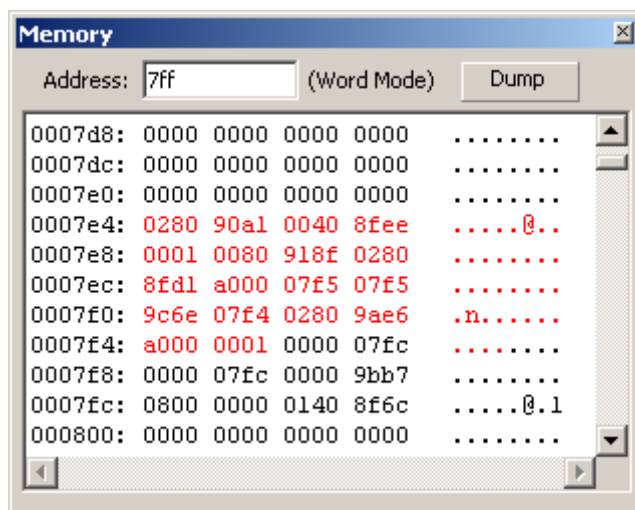 Memory
Address: 7ff (Word Mode) Dump
0007d8: 0000 0000 0000 0000 ........
0007dc: 0000 0000 0000 0000 ........
0007e0: 0000 0000 0000 0000 ........
0007e4: 0280 90a1 0040 8fee .....@..
0007e8: 0001 0080 918f 0280 ........
0007ec: 8fd1 a000 07f5 07f5 ........
0007f0: 9c6e 07f4 0280 9ae6 .n......
0007f4: a000 0001 0000 07fc ........
0007f8: 0000 07fc 0000 9bb7 ........
0007fc: 0800 0000 0140 8f6c .....@.l
000800: 0000 0000 0000 0000 ........